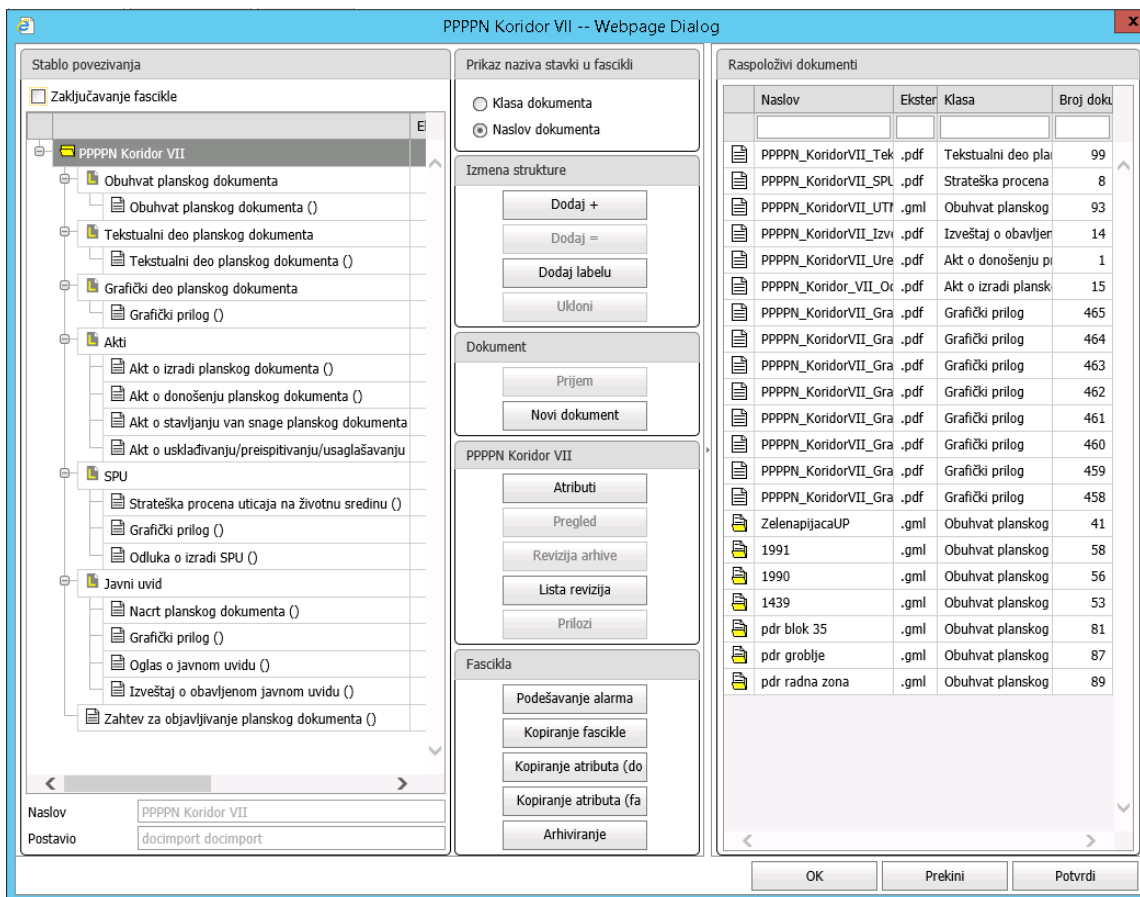 PPPPN Koridor VII -- Webpage Dialog
x
Stablo povezivanja
Zaključavanje fascikle
El
PPPPN Koridor VII
Obuhvat planskog dokumenta
Obuhvat planskog dokumenta ()
Tekstualni deo planskog dokumenta
Tekstualni deo planskog dokumenta ()
Grafički deo planskog dokumenta
Grafički prilog ()
Akti
Akt o izradi planskog dokumenta ()
Akt o donošenju planskog dokumenta ()
Akt o stavljanju van snage planskog dokumenta
Akt o usklađivanju/preispitivanju/usaglašavanju
SPU
Strateška procena uticaja na životnu sredinu ()
Grafički prilog ()
Odluka o izradi SPU ()
Javni uvid
Nacrt planskog dokumenta ()
Grafički prilog ()
Oglas o javnom uvidu ()
Izveštaj o obavljenom javnom uvidu ()
Zahtev za objavljivanje planskog dokumenta ()
Naslov PPPPN Koridor VII
Postavio docimport docimport
Prikaz naziva stavki u fascikli
Klasa dokumenta
Naslov dokumenta
Izmena strukture
Dodaj +
Dodaj =
Dodaj labelu
Ukloni
Dokument
Prijem
Novi dokument
PPPPN Koridor VII
Atributi
Pregled
Revizija arhive
Lista revizija
Prilozi
Fascikla
Podešavanje alarma
Kopiranje fascikle
Kopiranje atributa (do
Kopiranje atributa (fa
Arhiviranje
Raspoloživi dokumenti
Naslov Ekster Klasa Broj doku
PPPPN_KoridorVII_Tek .pdf Tekstualni deo plan 99
PPPPN_KoridorVII_SPU .pdf Strateška procena 8
PPPPN_KoridorVII_UTM .gml Obuhvat planskog 93
PPPPN_KoridorVII_Izve .pdf Izveštaj o obavljen 14
PPPPN_KoridorVII_Ure .pdf Akt o donošenju pl 1
PPPPN_Koridor_VII_Od .pdf Akt o izradi plansk 15
PPPPN_KoridorVII_Gra .pdf Grafički prilog 465
PPPPN_KoridorVII_Gra .pdf Grafički prilog 464
PPPPN_KoridorVII_Gra .pdf Grafički prilog 463
PPPPN_KoridorVII_Gra .pdf Grafički prilog 462
PPPPN_KoridorVII_Gra .pdf Grafički prilog 461
PPPPN_KoridorVII_Gra .pdf Grafički prilog 460
PPPPN_KoridorVII_Gra .pdf Grafički prilog 459
PPPPN_KoridorVII_Gra .pdf Grafički prilog 458
ZelenapijacaUP .gml Obuhvat planskog 41
1991 .gml Obuhvat planskog 58
1990 .gml Obuhvat planskog 56
1439 .gml Obuhvat planskog 53
pdr blok 35 .gml Obuhvat planskog 81
pdr groblje .gml Obuhvat planskog 87
pdr radna zona .gml Obuhvat planskog 89
OK Prekini Potvrdi